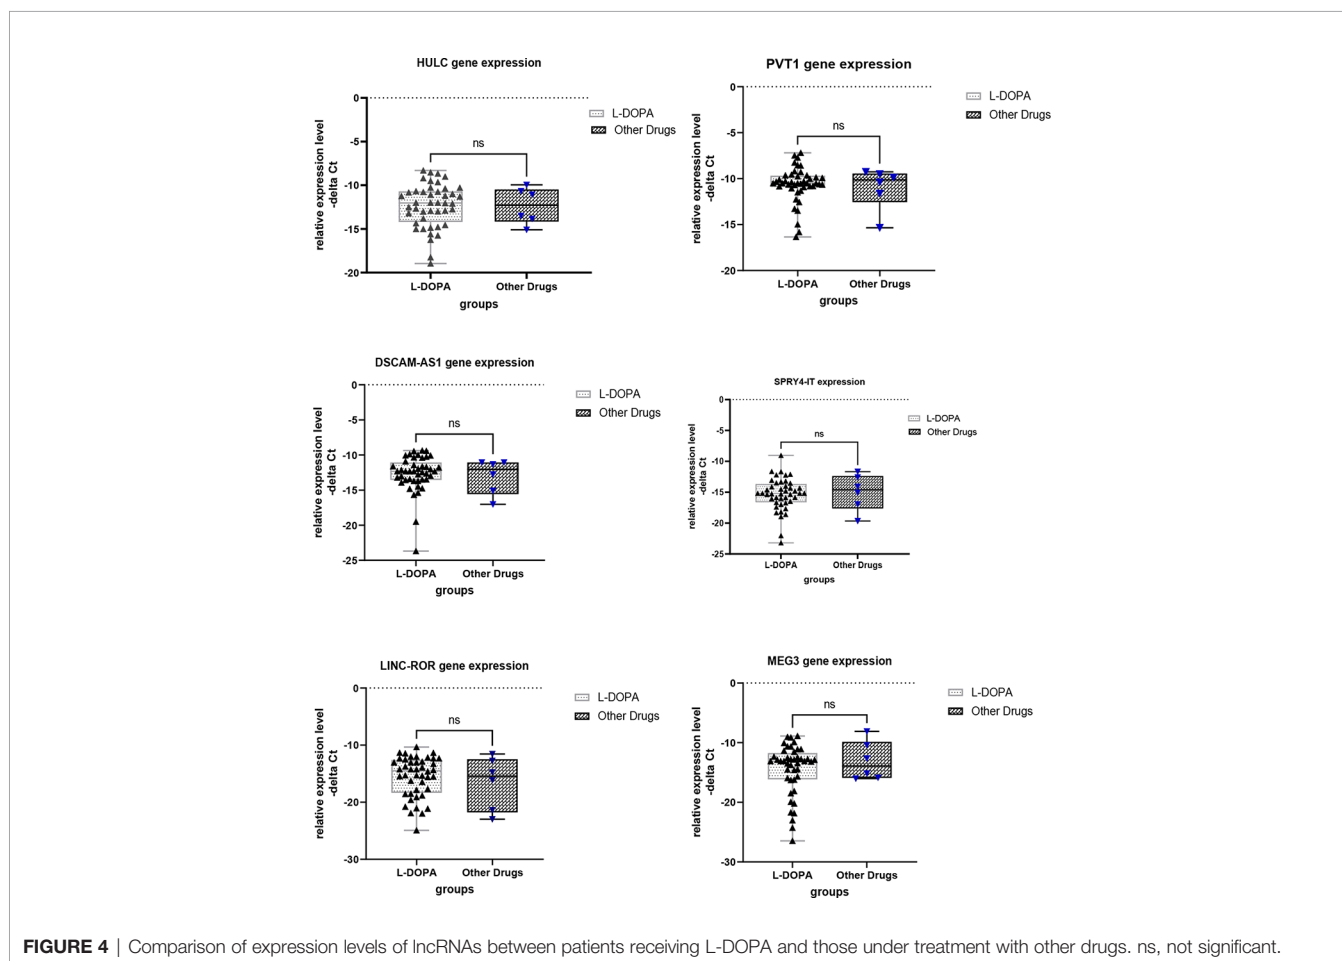 HULC gene expression
0
-5
-10
-15
-20
relative expression level
-delta Ct
ns
L-DOPA
Other Drugs
L-DOPA
Other Drugs
groups
PVT1 gene expression
0
-5
-10
-15
-20
relative expression level
-delta Ct
ns
L-DOPA
Other Drugs
L-DOPA
Other Drugs
groups
DSCAM-AS1 gene expression
0
-5
-10
-15
-20
-25
relative expression level
-delta Ct
ns
L-DOPA
Other Drugs
L-DOPA
Other Drugs
groups
SPRY4-IT expression
0
-5
-10
-15
-20
-25
relative expression level
-delta Ct
ns
L-DOPA
Other Drugs
L-DOPA
Other Drugs
groups
LINC-ROR gene expression
0
-10
-20
-30
relative expression level
-delta Ct
ns
L-DOPA
Other Drugs
L-DOPA
Other Drugs
groups
MEG3 gene expression
0
-10
-20
-30
relative expression level
-delta Ct
ns
L-DOPA
Other Drugs
L-DOPA
Other Drugs
groups
FIGURE 4 | Comparison of expression levels of lncRNAs between patients receiving L-DOPA and those under treatment with other drugs. ns, not significant.